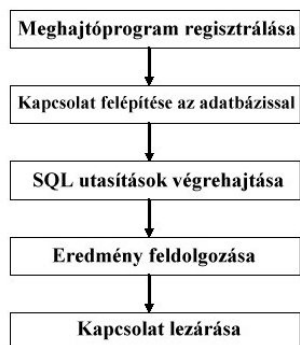 Meghajtóprogram regisztrálása
Kapcsolat felépítése az adatbázissal
SQL utasítások végrehajtása
Eredmény feldolgozása
Kapcsolat lezárása